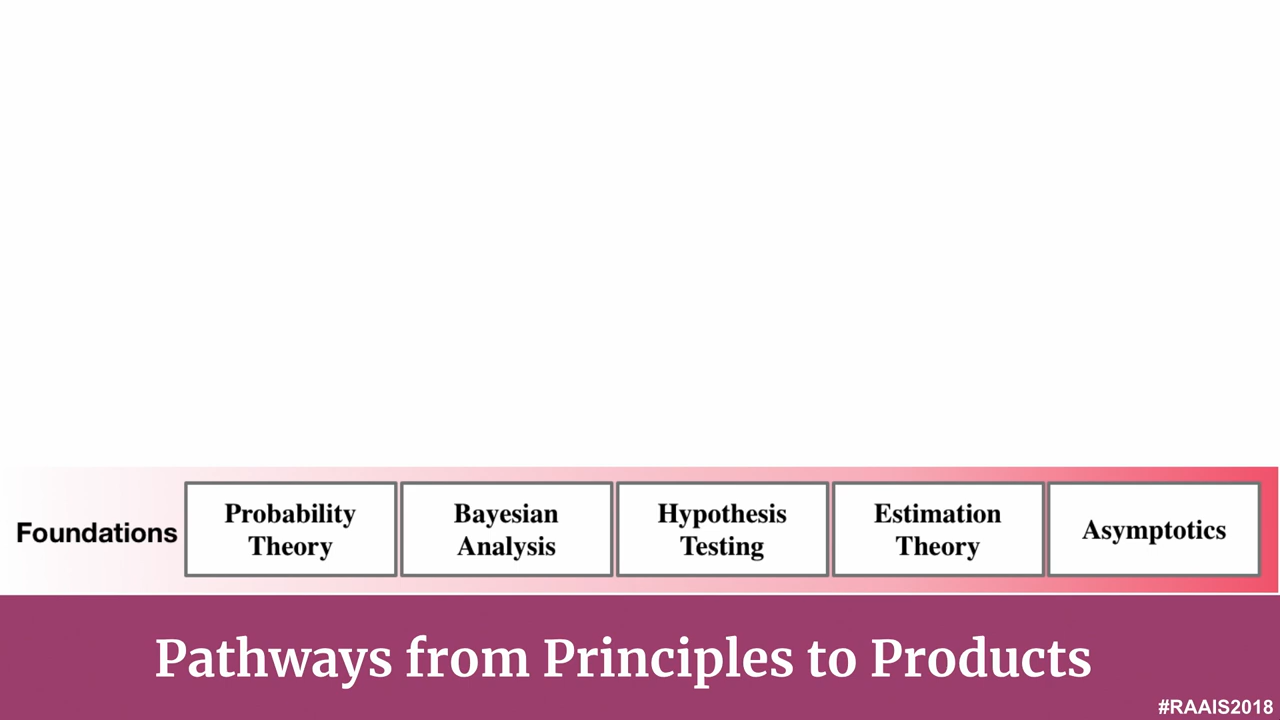 Foundations
Probability
Theory
Bayesian
Analysis
Hypothesis
Testing
Estimation
Theory
Asymptotics
Pathways from Principles to Products
#RAAIS2018